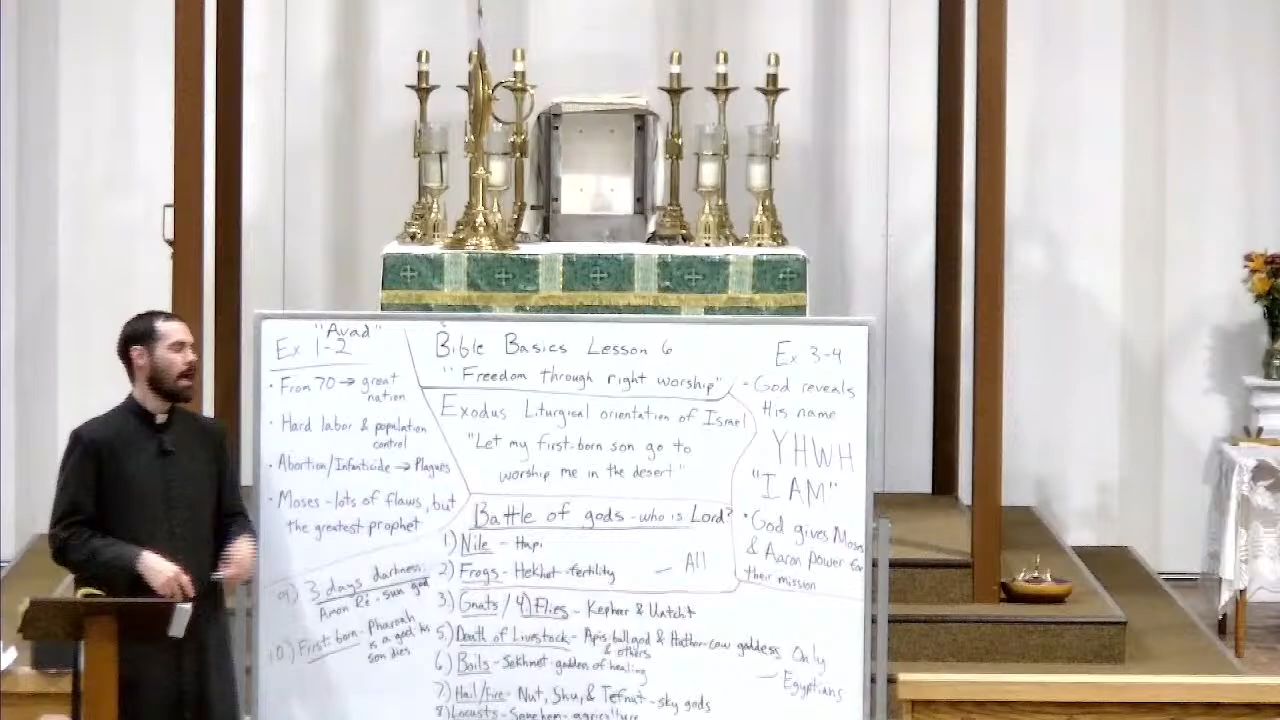 "Avad"
Ex 1-2
• From 70 → great
nation
• Hard labor & population
control
• Abortion/Infanticide → Plagues
• Moses - lots of flaws, but
the greatest prophet
Bible Basics Lesson 6
"Freedom through right worship"
Exodus Liturgical orientation of Israel
"Let my first-born son go to
worship me in the desert"
Ex 3-4
• God reveals
His name
YHWH
"I AM"
• God gives Moses
& Aaron power for
their mission
Battle of gods - who is Lord?
1) Nile - Hapi
2) Frogs - Hekhet - fertility
— All
3) Gnats / 4) Flies - Kepherr & Uatchit
5) Death of Livestock - Apis bull god & Hathor-cow goddess
& others
6) Boils - Sekhmet goddess of healing
7) Hail/Fire - Nut, Shu, & Tefnut - sky gods
8) Locusts - agriculture
— Only
Egyptians
9) 3 days darkness:
Amon Ré - sun god
10) First-born - Pharoah
is a god, his
son dies